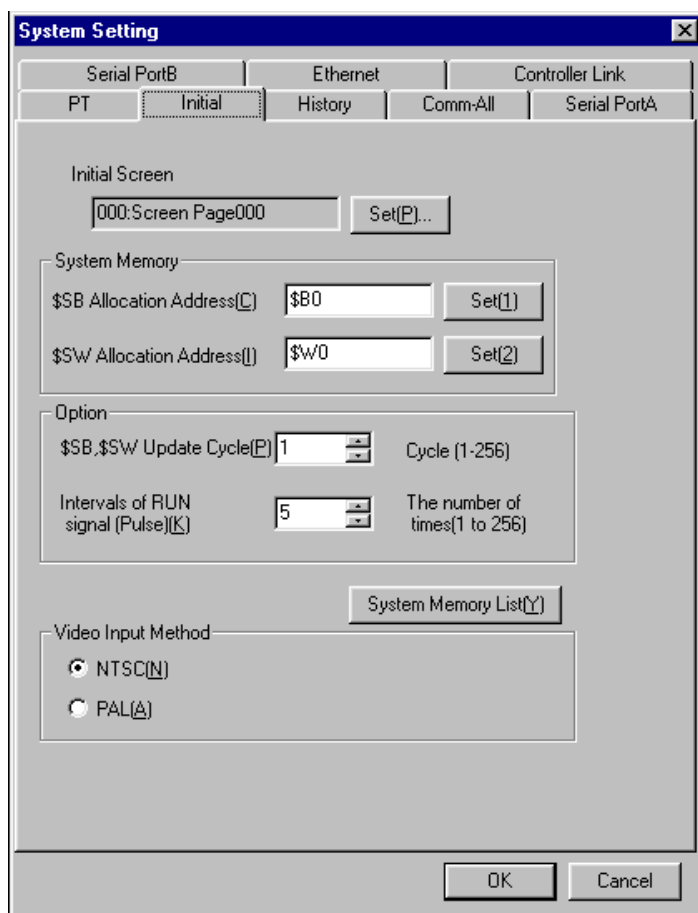 System Setting
Serial PortB Ethernet Controller Link
PT Initial History Comm-All Serial PortA
Initial Screen
000:Screen Page000 Set(P)...
System Memory
$SB Allocation Address(C) $B0 Set(1)
$SW Allocation Address(I) $W0 Set(2)
Option
$SB,$SW Update Cycle(P) 1 Cycle (1-256)
Intervals of RUN
signal (Pulse)(K) 5 The number of
times(1 to 256)
System Memory List(Y)
Video Input Method
NTSC(N)
PAL(A)
OK Cancel